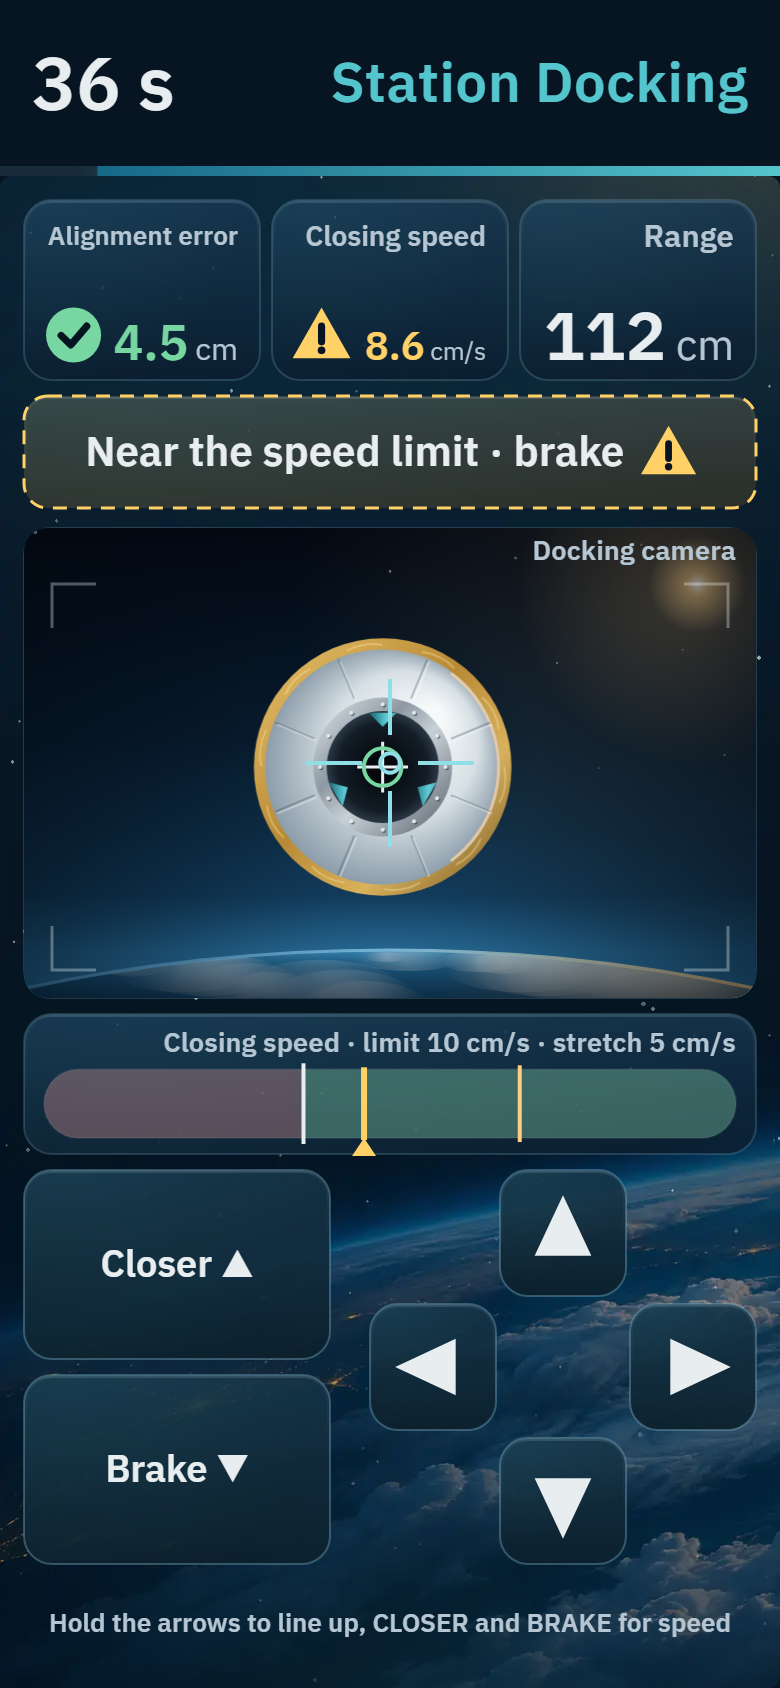 36 s
Station Docking
Alignment error
4.5 cm
Closing speed
8.6 cm/s
Range
112 cm
Near the speed limit · brake
Docking camera
Closing speed · limit 10 cm/s · stretch 5 cm/s
Closer ▲
Brake ▼
Hold the arrows to line up, CLOSER and BRAKE for speed